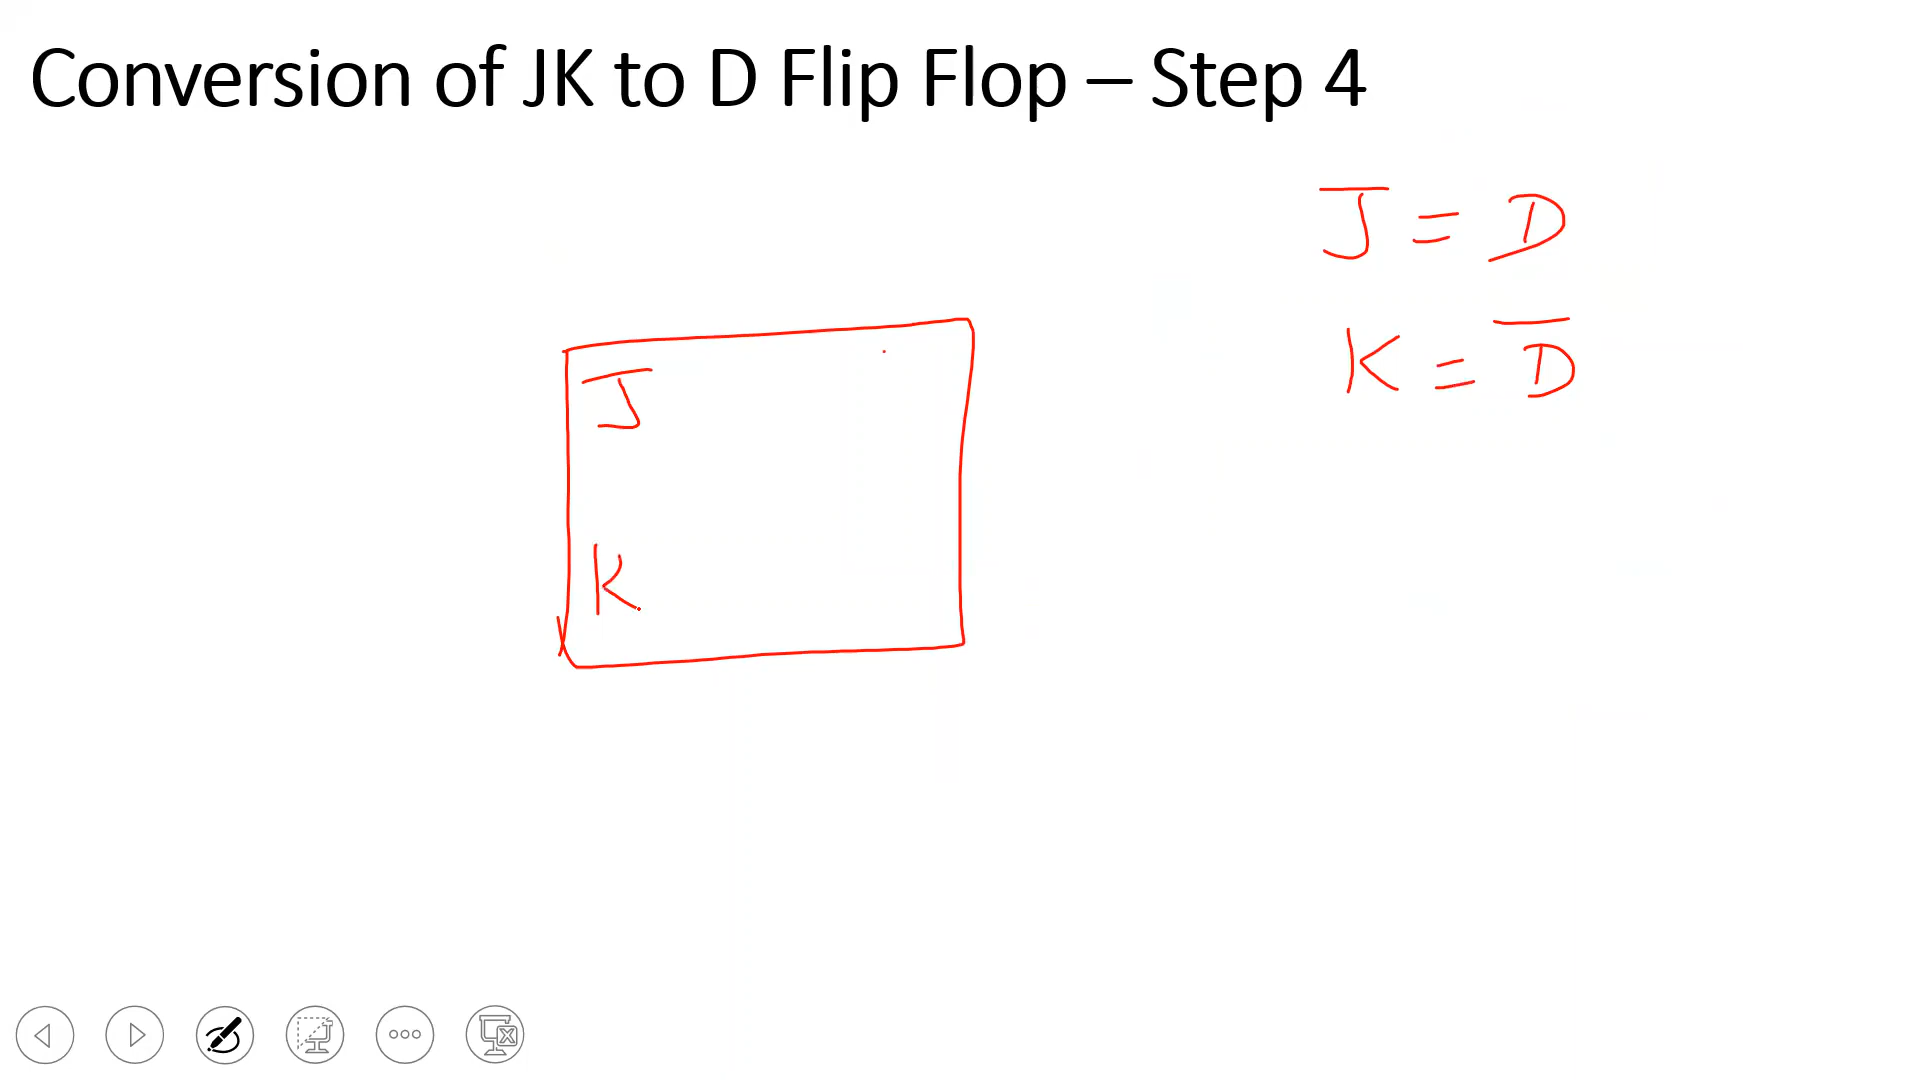 Conversion of JK to D Flip Flop – Step 4
J = D
K = D̅
J
K